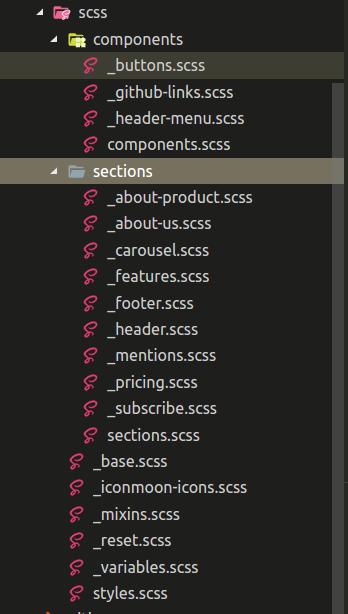 scss
components
_buttons.scss
_github-links.scss
_header-menu.scss
components.scss
sections
_about-product.scss
_about-us.scss
_carousel.scss
_features.scss
_footer.scss
_header.scss
_mentions.scss
_pricing.scss
_subscribe.scss
sections.scss
_base.scss
_iconmoon-icons.scss
_mixins.scss
_reset.scss
_variables.scss
styles.scss